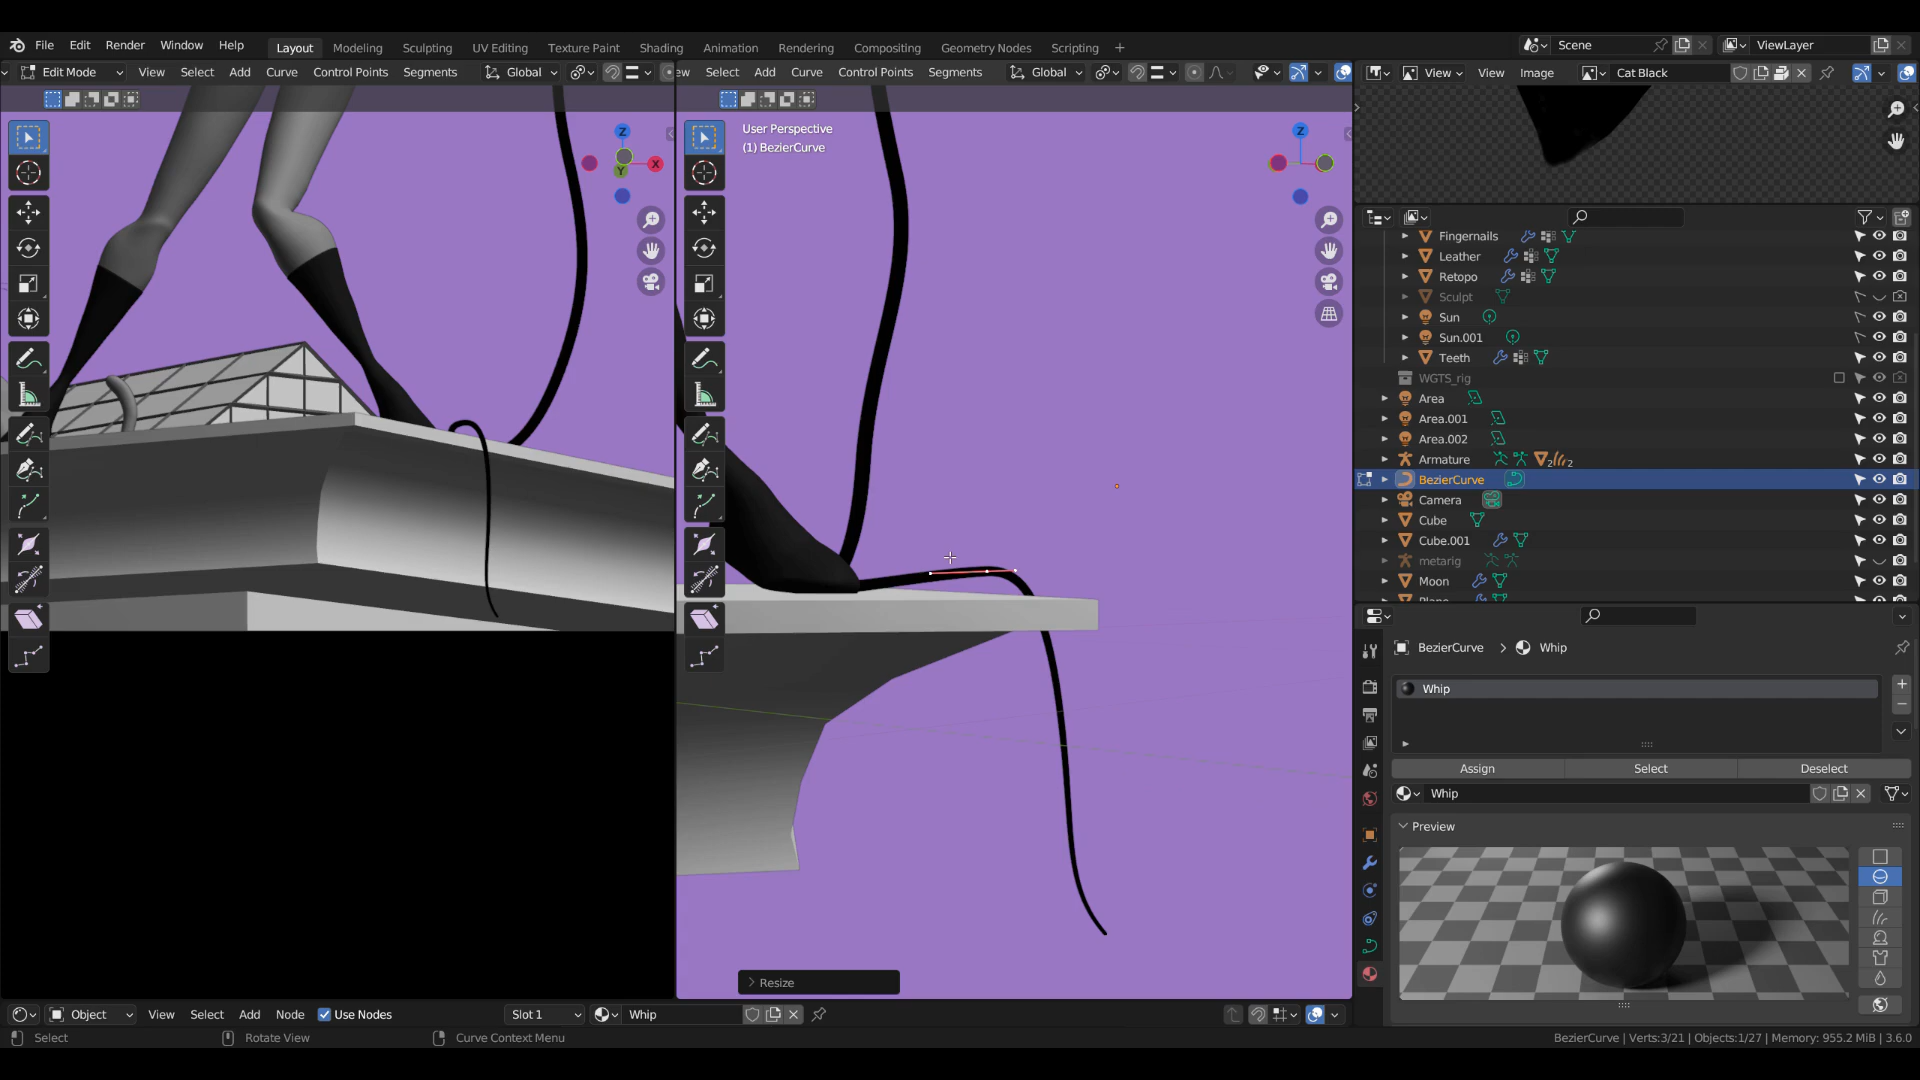 File Edit Render Window Help Layout Modeling Sculpting UV Editing Texture Paint Shading Animation Rendering Compositing Geometry Nodes Scripting + Scene ViewLayer
Edit Mode View Select Add Curve Control Points Segments Global
ew Select Add Curve Control Points Segments Global
View View Image Cat Black
Z
X
Y
User Perspective
(1) BezierCurve
Z
Fingernails
Leather
Retopo
Sculpt
Sun
Sun.001
Teeth
WGTS_rig
Area
Area.001
Area.002
Armature 2 2
BezierCurve
Camera
Cube
Cube.001
metarig
Moon
BezierCurve > Whip
Whip
Assign Select Deselect
Whip
Preview
Resize
Object View Select Add Node Use Nodes Slot 1 Whip
Select Rotate View Curve Context Menu BezierCurve | Verts:3/21 | Objects:1/27 | Memory: 955.2 MiB | 3.6.0